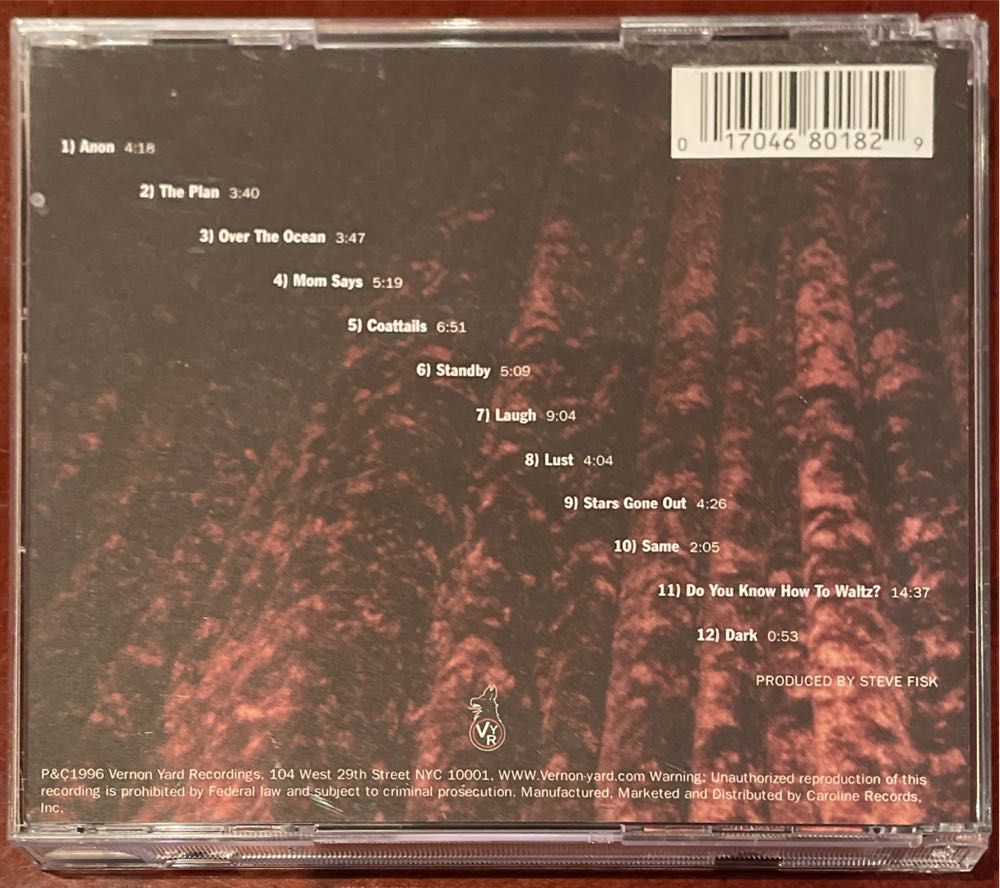 0 17046 80182 9
1) Anon 4:18
2) The Plan 3:40
3) Over The Ocean 3:47
4) Mom Says 5:19
5) Coattails 6:51
6) Standby 5:09
7) Laugh 9:04
8) Lust 4:04
9) Stars Gone Out 4:26
10) Same 2:05
11) Do You Know How To Waltz? 14:37
12) Dark 0:53
PRODUCED BY STEVE FISK
VYR
P&©1996 Vernon Yard Recordings, 104 West 29th Street NYC 10001, WWW.Vernon-yard.com Warning: Unauthorized reproduction of this
recording is prohibited by Federal law and subject to criminal prosecution. Manufactured, Marketed and Distributed by Caroline Records,
Inc.